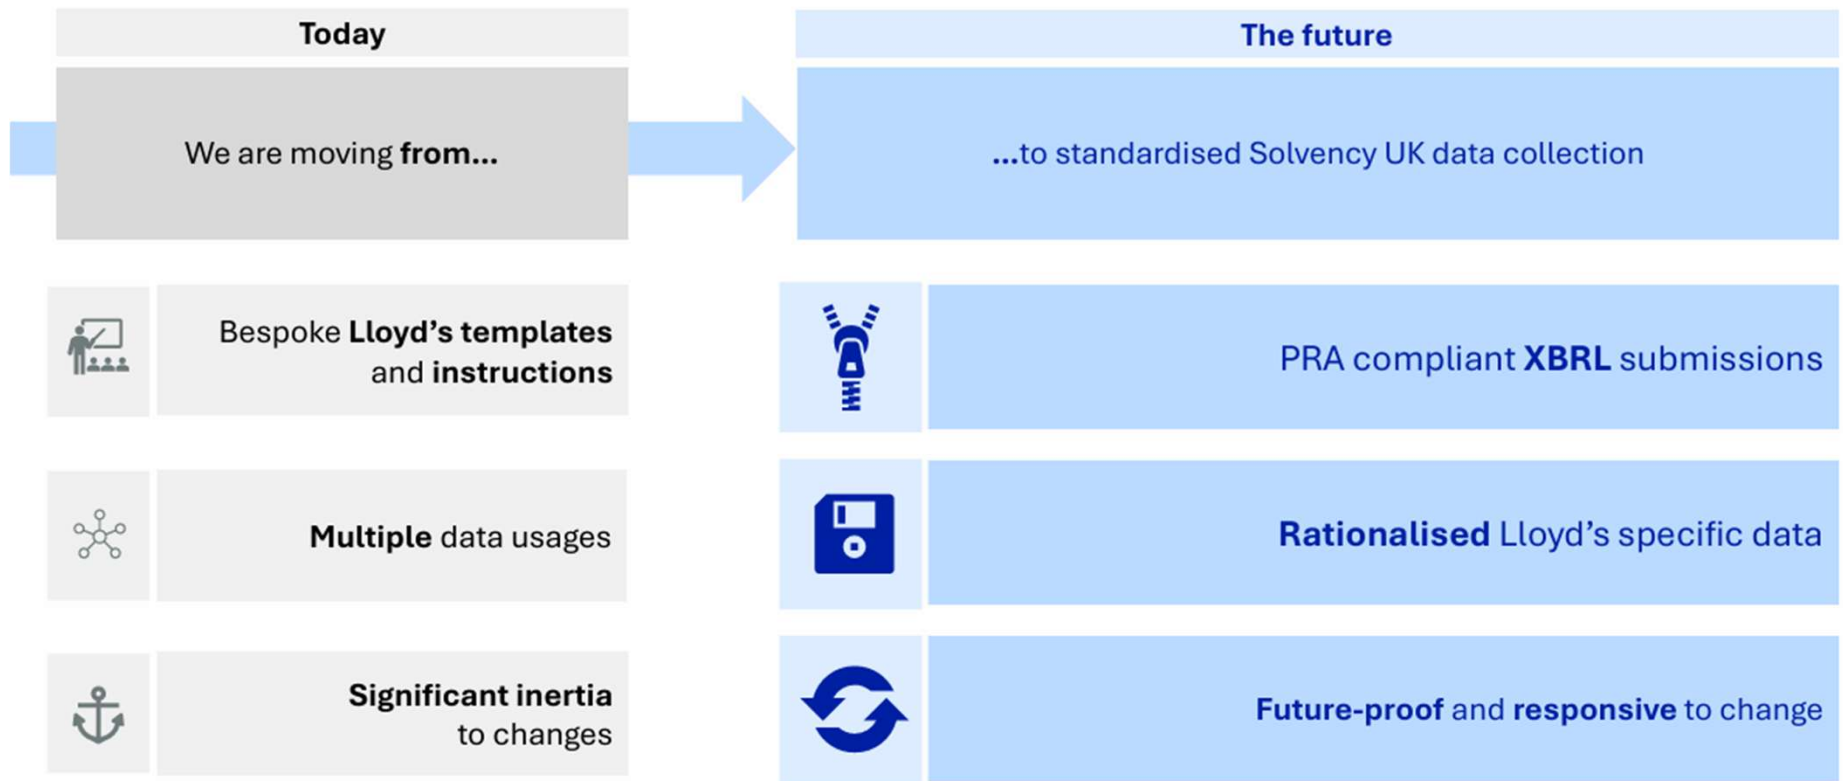 Today
The future
We are moving from...
...to standardised Solvency UK data collection
Bespoke Lloyd’s templates
and instructions
PRA compliant XBRL submissions
Multiple data usages
Rationalised Lloyd’s specific data
Significant inertia
to changes
Future-proof and responsive to change